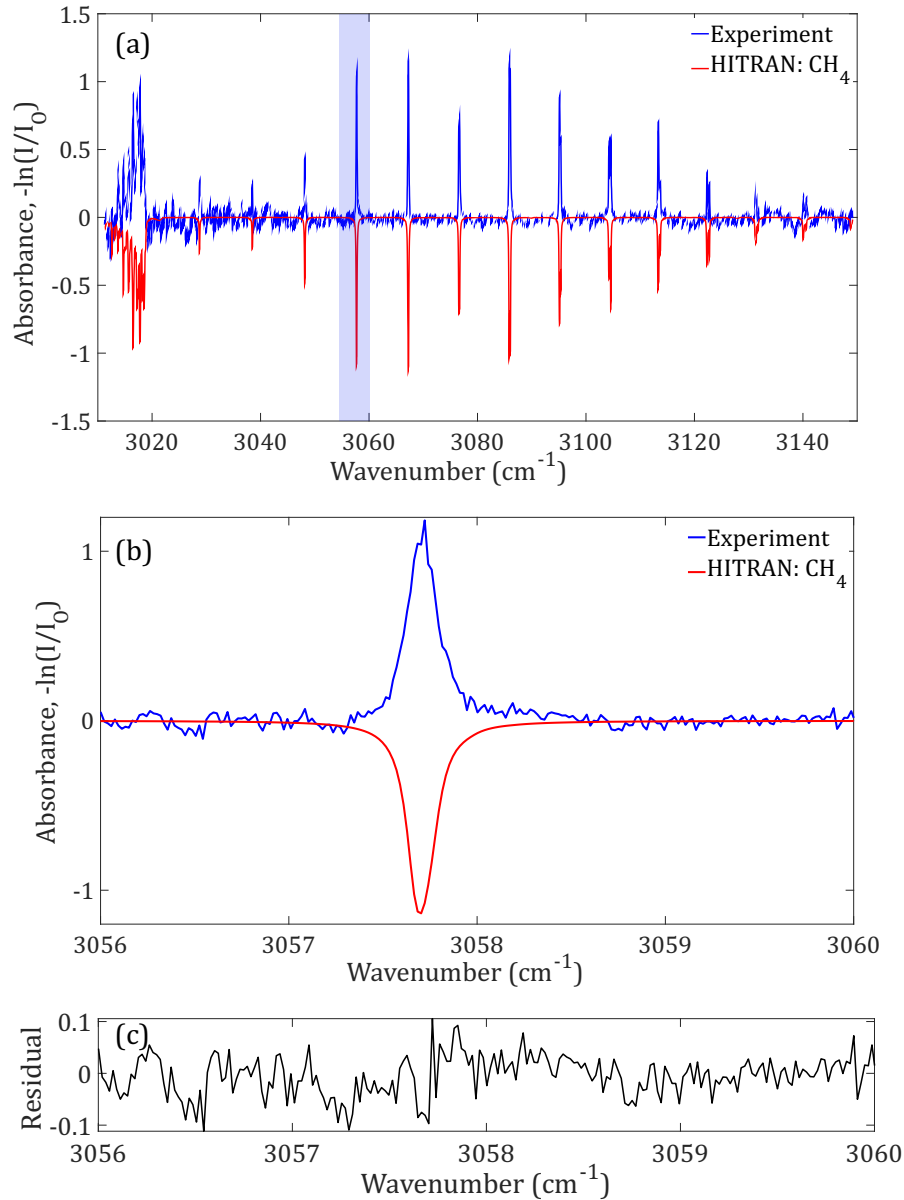 (a)
Experiment
HITRAN: CH4
1.5
1
0.5
0
-0.5
-1
-1.5
Absorbance, -ln(I/I0)
3020 3040 3060 3080 3100 3120 3140
Wavenumber (cm-1)
(b)
Experiment
HITRAN: CH4
1
0
-1
Absorbance, -ln(I/I0)
3056 3057 3058 3059 3060
Wavenumber (cm-1)
(c)
0.1
0
-0.1
Residual
3056 3057 3058 3059 3060
Wavenumber (cm-1)